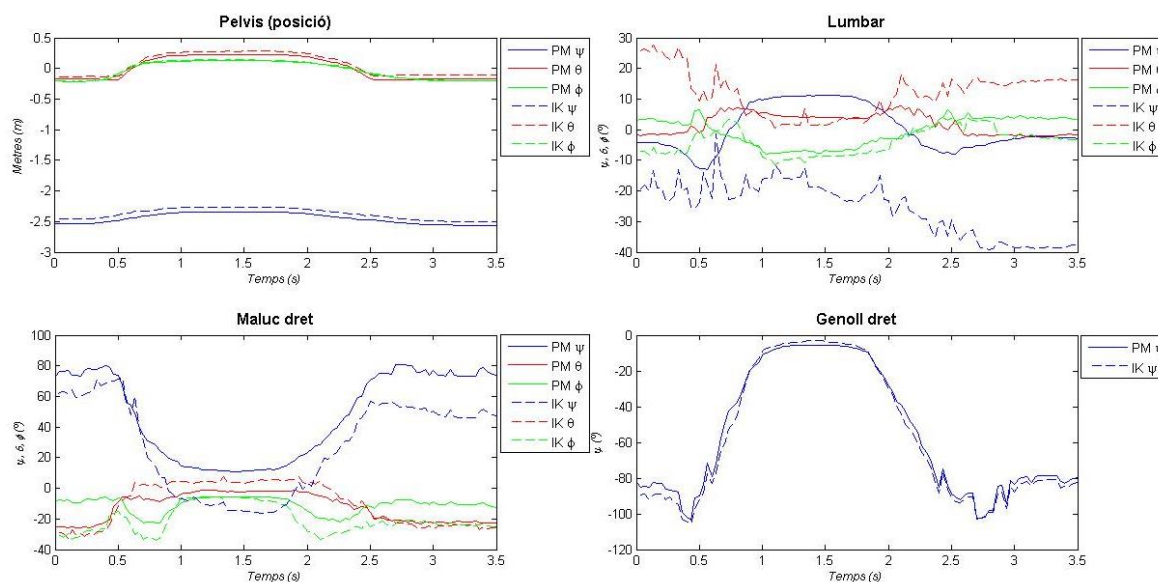 Pelvis (posició)
0.5
0
-0.5
-1
-1.5
-2
-2.5
-3
Metres (m)
0 0.5 1 1.5 2 2.5 3 3.5
Temps (s)
PM ψ
PM θ
PM ϕ
IK ψ
IK θ
IK ϕ
Lumbar
30
20
10
0
-10
-20
-30
-40
ψ, θ, ϕ (º)
0 0.5 1 1.5 2 2.5 3 3.5
Temps (s)
PM
PM θ
PM
IK ψ
IK θ
IK ϕ
Maluc dret
100
80
60
40
20
0
-20
-40
ψ, θ, ϕ (º)
0 0.5 1 1.5 2 2.5 3 3.5
Temps (s)
PM ψ
PM θ
PM ϕ
IK ψ
IK θ
IK ϕ
Genoll dret
0
-20
-40
-60
-80
-100
-120
ψ (º)
0 0.5 1 1.5 2 2.5 3 3.5
Temps (s)
PM
IK ψ